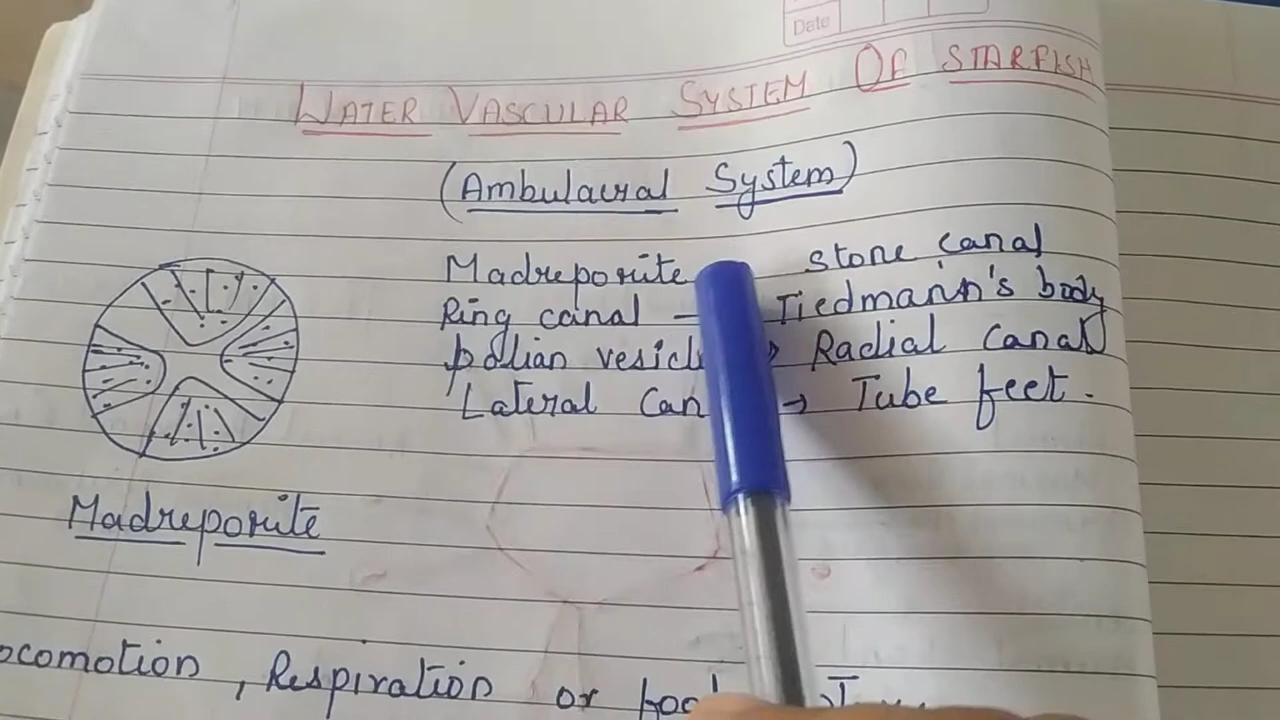 Date
WATER VASCULAR SYSTEM OF STARFISH
(Ambulacral System)
Madreporite stone canal
Ring canal – Tiedmann's body
polian vesicl → Radial Canal
Lateral Can → Tube feet.
Madreporite
ocomotion, Respiration or foo